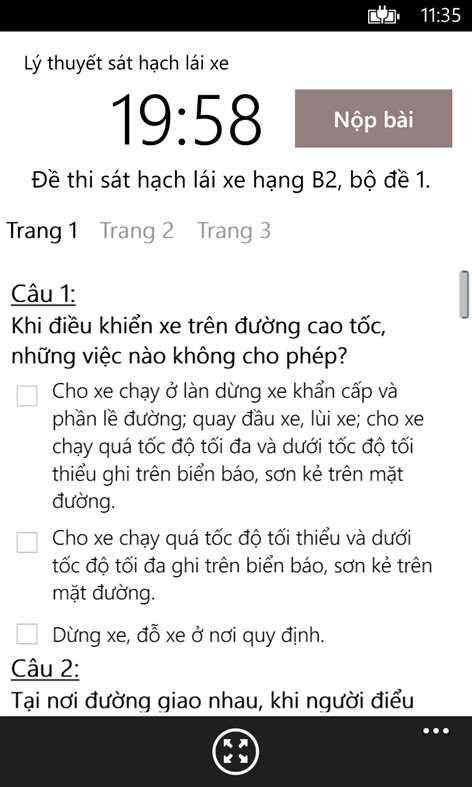 11:35
Lý thuyết sát hạch lái xe
19:58
Nộp bài
Đề thi sát hạch lái xe hạng B2, bộ đề 1.
Trang 1 Trang 2 Trang 3
Câu 1:
Khi điều khiển xe trên đường cao tốc,
những việc nào không cho phép?
Cho xe chạy ở làn dừng xe khẩn cấp và
phần lề đường; quay đầu xe, lùi xe; cho xe
chạy quá tốc độ tối đa và dưới tốc độ tối
thiểu ghi trên biển báo, sơn kẻ trên mặt
đường.
Cho xe chạy quá tốc độ tối thiểu và dưới
tốc độ tối đa ghi trên biển báo, sơn kẻ trên
mặt đường.
Dừng xe, đỗ xe ở nơi quy định.
Câu 2:
Tại nơi đường giao nhau, khi người điều